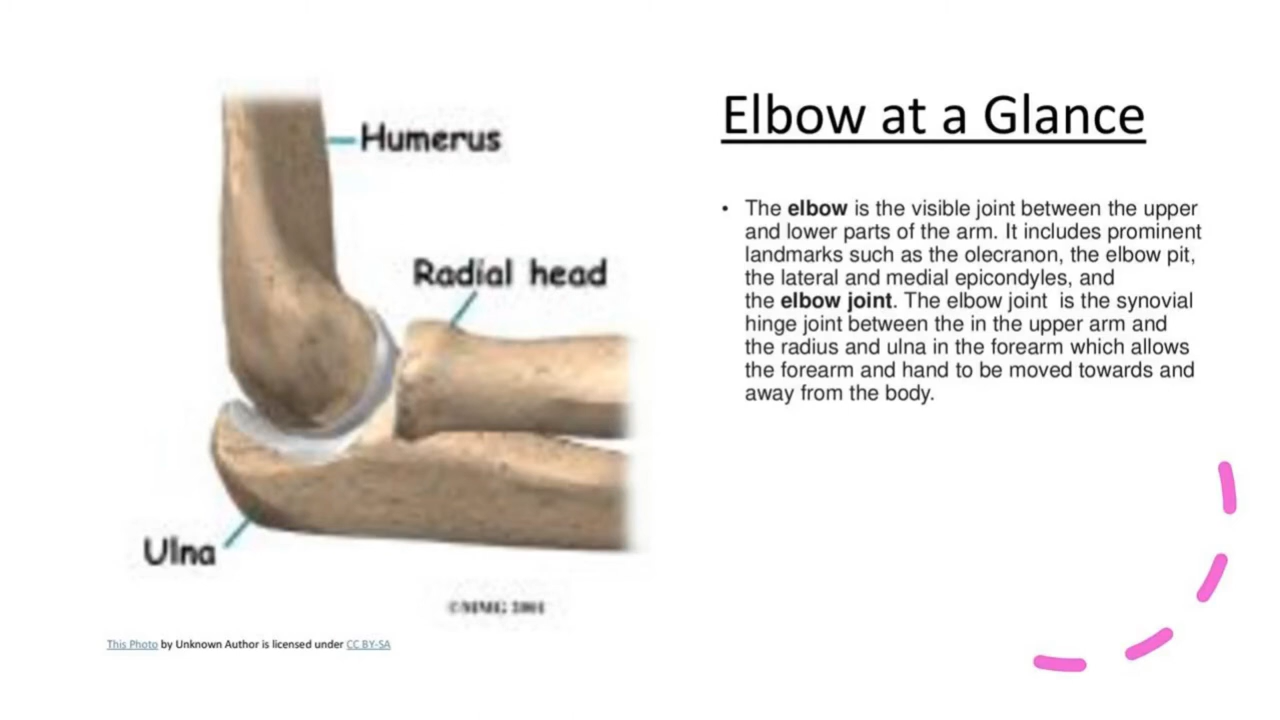 Elbow at a Glance
Humerus
Radial head
Ulna
©MMG 2001
This Photo by Unknown Author is licensed under CC BY-SA
• The elbow is the visible joint between the upper
and lower parts of the arm. It includes prominent
landmarks such as the olecranon, the elbow pit,
the lateral and medial epicondyles, and
the elbow joint. The elbow joint  is the synovial
hinge joint between the in the upper arm and
the radius and ulna in the forearm which allows
the forearm and hand to be moved towards and
away from the body.